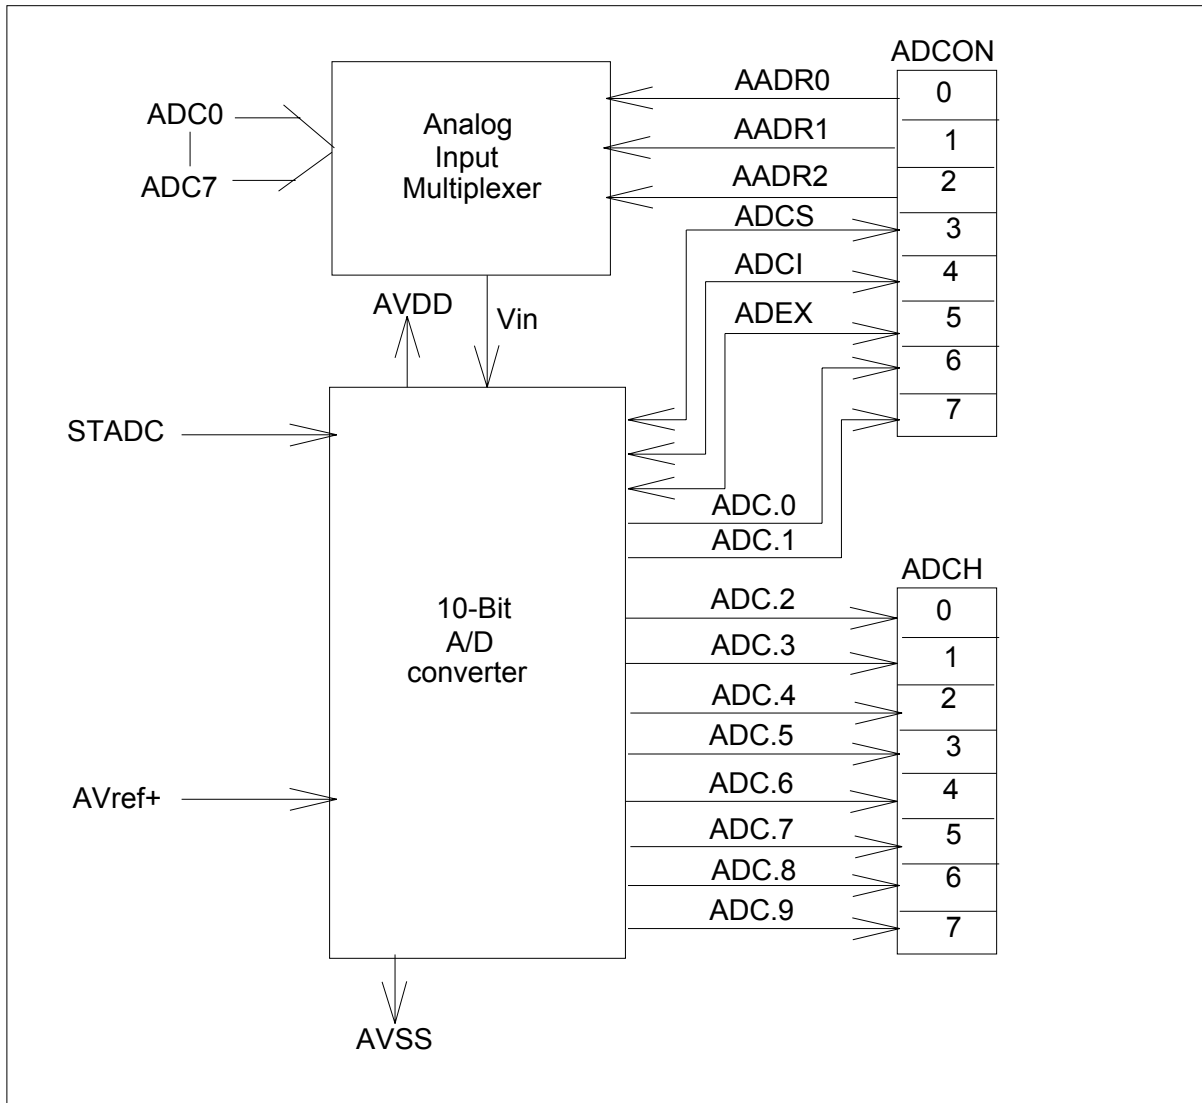 ADCON
AADR0
0
ADC0
Analog
Input
Multiplexer
AADR1
1
ADC7
AADR2
2
ADCS
3
ADCI
4
AVDD
Vin
ADEX
5
6
7
STADC
ADC.0
ADC.1
ADCH
10-Bit
A/D
converter
ADC.2
0
ADC.3
1
ADC.4
2
ADC.5
3
AVref+
ADC.6
4
ADC.7
5
ADC.8
6
ADC.9
7
AVSS